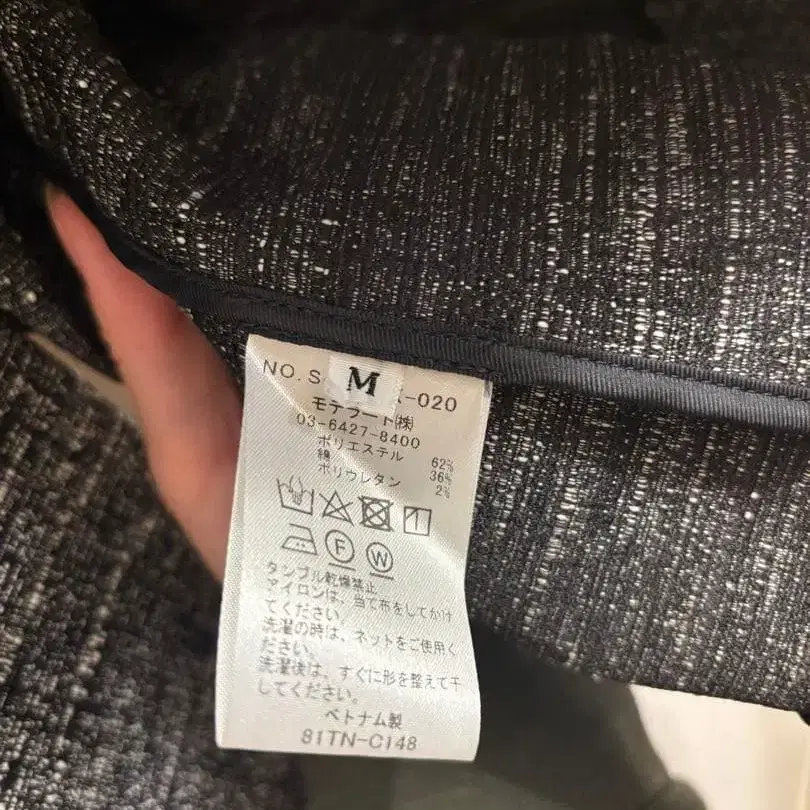 NO.S
M
-020
モテラート㈱
03-6427-8400
ポリエステル 62%
綿 36%
ポリウレタン 2%
F W
タンブル乾燥禁止
アイロンは、当て布をしてかけ
てください。
洗濯の時は、ネットをご使用く
ださい。
洗濯後は、すぐに形を整えて干
してください。
ベトナム製
81TN-C148